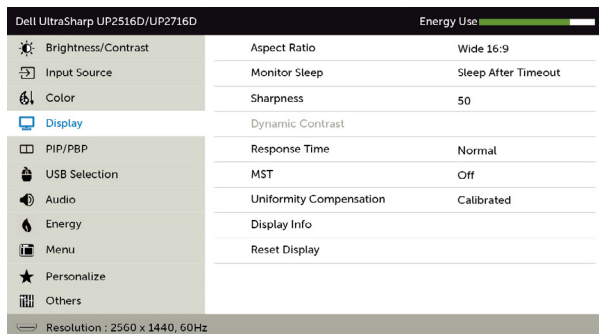 Dell UltraSharp UP2516D/UP2716D Energy Use
Brightness/Contrast Aspect Ratio Wide 16:9
Input Source Monitor Sleep Sleep After Timeout
Color Sharpness 50
Display Dynamic Contrast
PIP/PBP Response Time Normal
USB Selection MST Off
Audio Uniformity Compensation Calibrated
Energy Display Info
Menu Reset Display
Personalize
Others
Resolution : 2560 x 1440, 60Hz